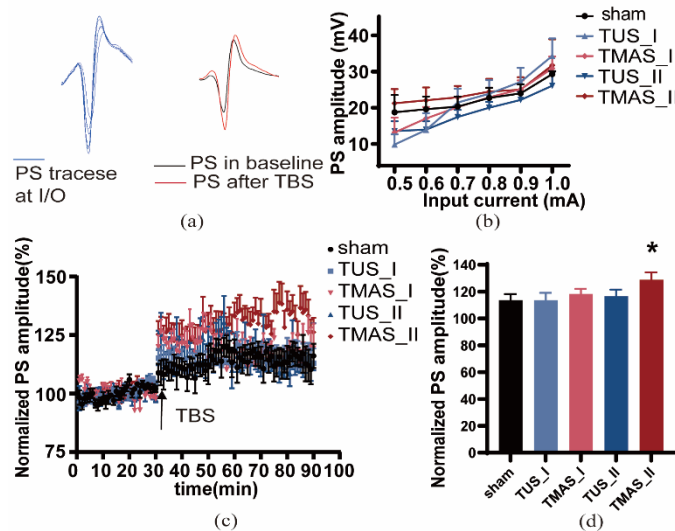 PS tracese
at I/O
PS in baseline
PS after TBS
(a)
PS amplitude (mV)
40
30
20
10
0
0.5 0.6 0.7 0.8 0.9 1.0
Input current (mA)
sham
TUS_I
TMAS_I
TUS_II
TMAS_II
(b)
Normalized PS amplitude(%)
150
125
100
75
0 10 20 30 40 50 60 70 80 90 100
time(min)
TBS
sham
TUS_I
TMAS_I
TUS_II
TMAS_II
(c)
Normalized PS amplitude(%)
140
120
100
80
60
40
20
0
*
sham
TUS_I
TMAS_I
TUS_II
TMAS_II
(d)